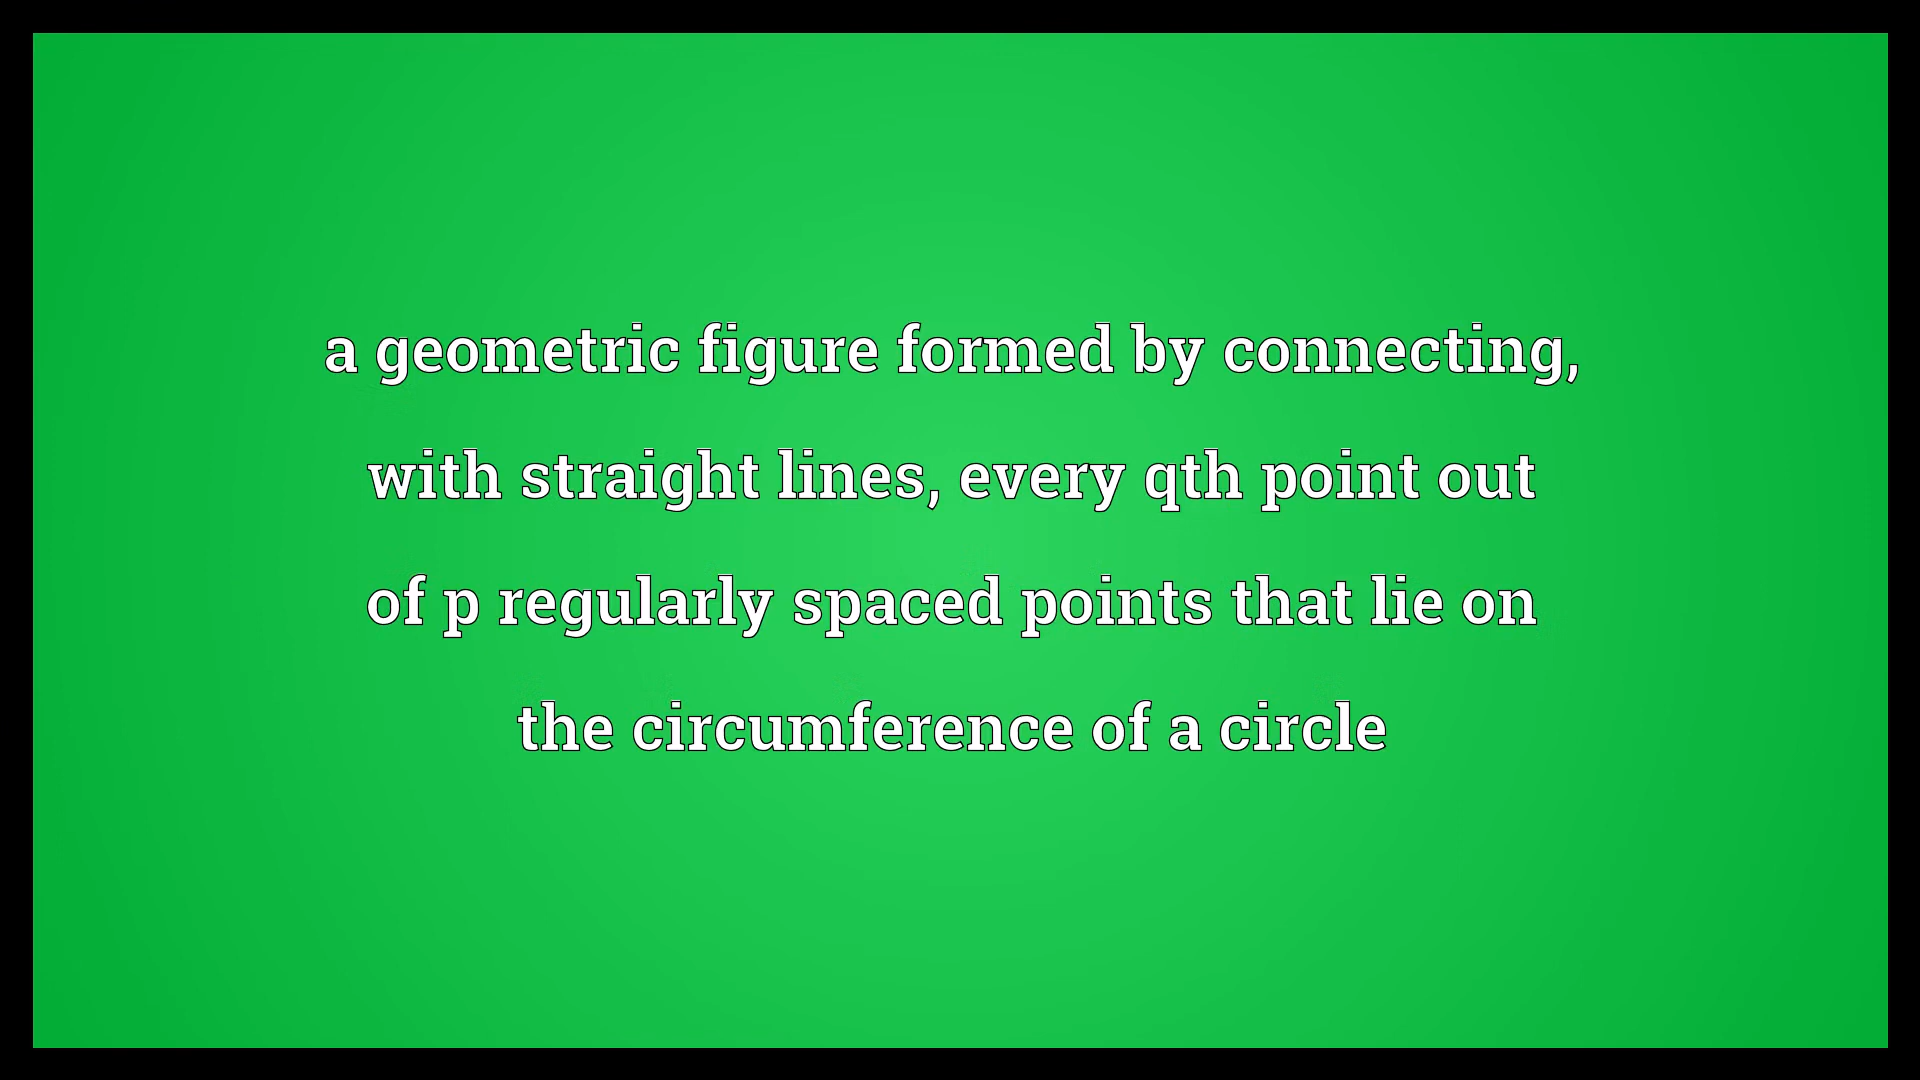 a geometric figure formed by connecting,
with straight lines, every qth point out
of p regularly spaced points that lie on
the circumference of a circle